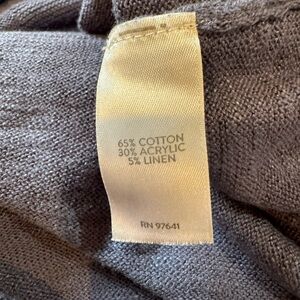 65% COTTON
30% ACRYLIC
5% LINEN
RN 97641